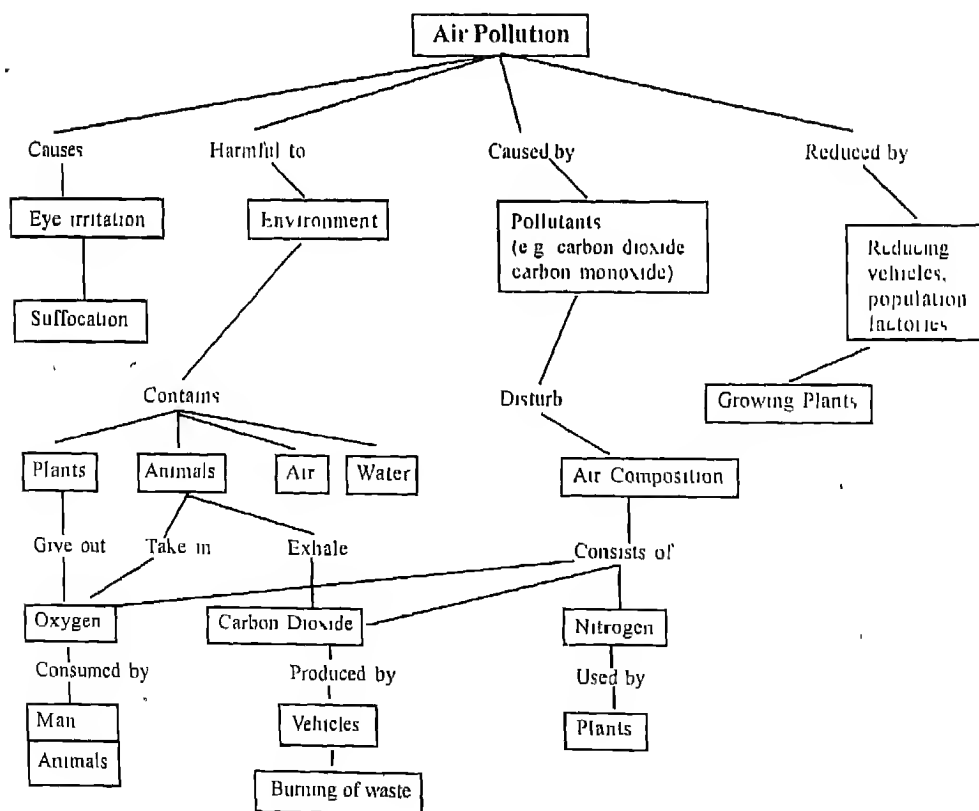 Air Pollution
Causes
Harmful to
Caused by
Reduced by
Eye irritation
Environment
Pollutants
(e g carbon dioxide
carbon monoxide)
Reducing
vehicles,
population
factories
Suffocation
Contains
Disturb
Growing Plants
Plants
Animals
Air
Water
Air Composition
Give out
Take in
Exhale
Consists of
Oxygen
Carbon Dioxide
Nitrogen
Consumed by
Produced by
Used by
Man
Animals
Vehicles
Plants
Burning of waste